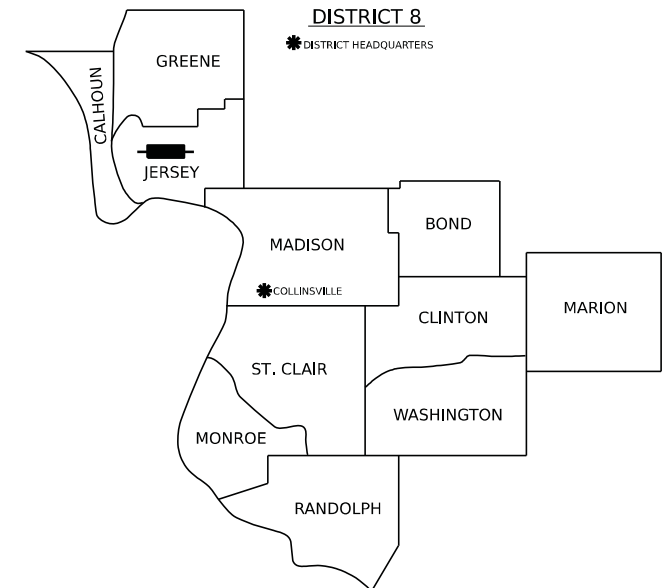 DISTRICT 8
DISTRICT HEADQUARTERS
GREENE
CALHOUN
JERSEY
MADISON
BOND
COLLINSVILLE
MARION
CLINTON
ST. CLAIR
WASHINGTON
MONROE
RANDOLPH